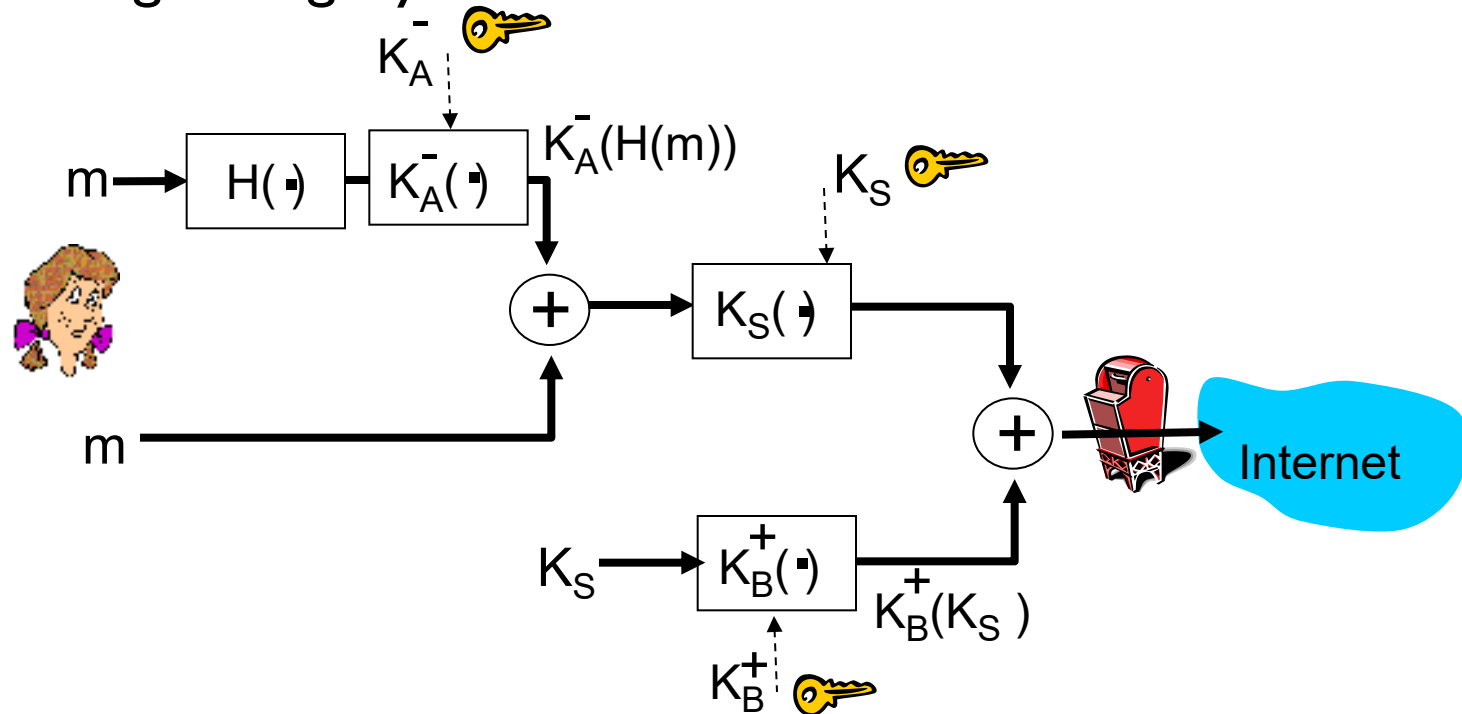 K_A^-
K_A^-(H(m))
m
H(·)
K_A^-(·)
K_S
+
K_S(·)
m
+
Internet
K_S
K_B^+(·)
K_B^+(K_S )
K_B^+